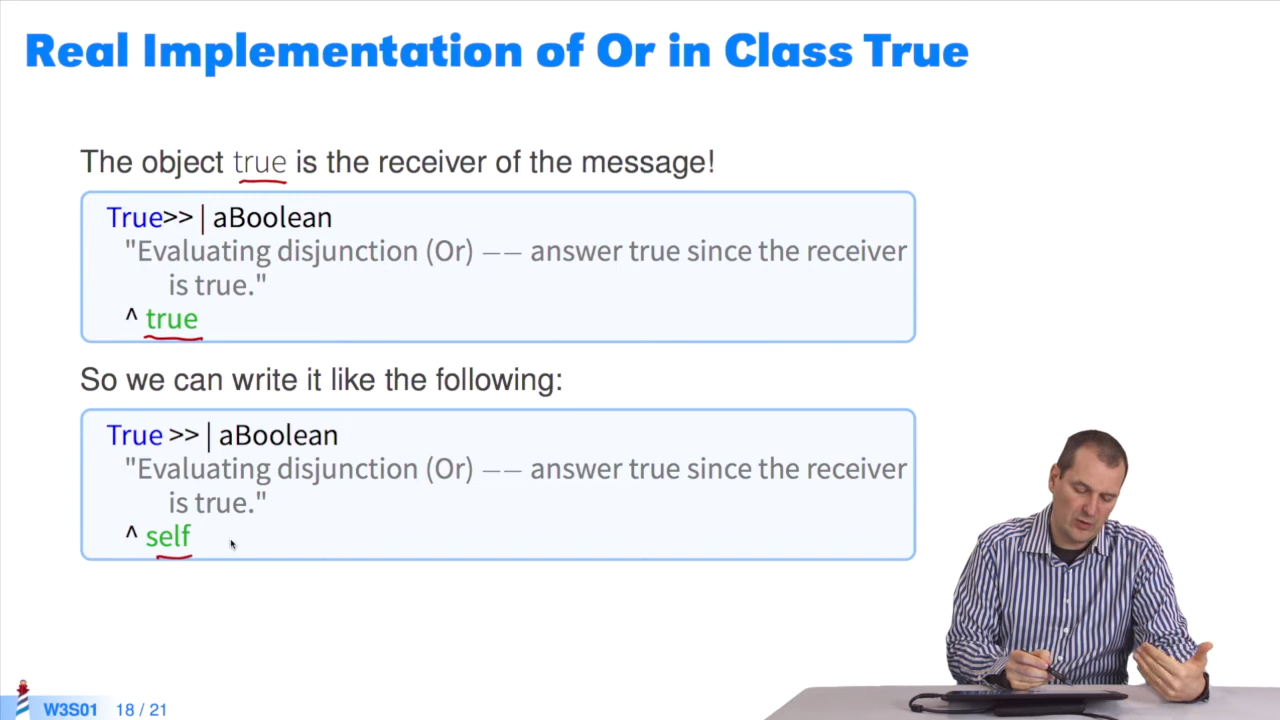 Real Implementation of Or in Class True
The object true is the receiver of the message!
True>> | aBoolean
"Evaluating disjunction (Or) –– answer true since the receiver
is true."
^ true
So we can write it like the following:
True >> | aBoolean
"Evaluating disjunction (Or) –– answer true since the receiver
is true."
^ self
W3S01 18 / 21